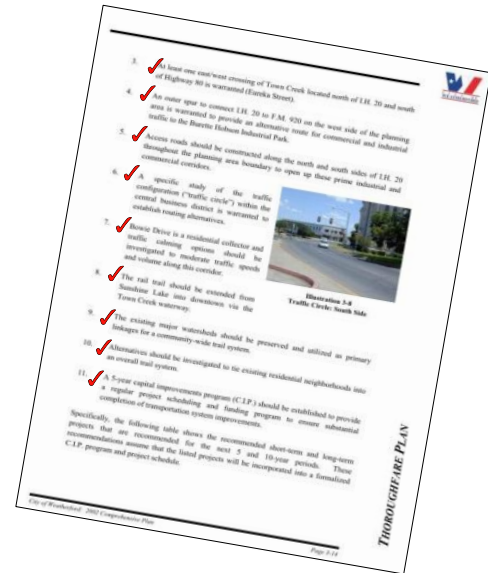 3. At least one east/west crossing of Town Creek located north of I.H. 20 and south
of Highway 80 is warranted (Eureka Street).
4. An outer spur to connect I.H. 20 to F.M. 920 on the west side of the planning
area is warranted to provide an alternative route for commercial and industrial
traffic to the Burette Hobson Industrial Park.
5. Access roads should be constructed along the north and south sides of I.H. 20
throughout the planning area boundary to open up these prime industrial and
commercial corridors.
6. A specific study of the traffic
configuration ("traffic circle") within the
central business district is warranted to
establish routing alternatives.
7. Bowie Drive is a residential collector and
traffic calming options should be
investigated to moderate traffic speeds
and volume along this corridor.
8. The rail trail should be extended from
Sunshine Lake into downtown via the
Town Creek waterway.
Illustration 3-8
Traffic Circle: South Side
9. The existing major watersheds should be preserved and utilized as primary
linkages for a community-wide trail system.
10. Alternatives should be investigated to tie existing residential neighborhoods into
an overall trail system.
11. A 5-year capital improvements program (C.I.P.) should be established to provide
a regular project scheduling and funding program to ensure substantial
completion of transportation system improvements.
Specifically, the following table shows the recommended short-term and long-term
projects that are recommended for the next 5 and 10-year periods. These
recommendations assume that the listed projects will be incorporated into a formalized
C.I.P. program and project schedule.
THOROUGHFARE PLAN
City of Weatherford: 2002 Comprehensive Plan
Page 3-14